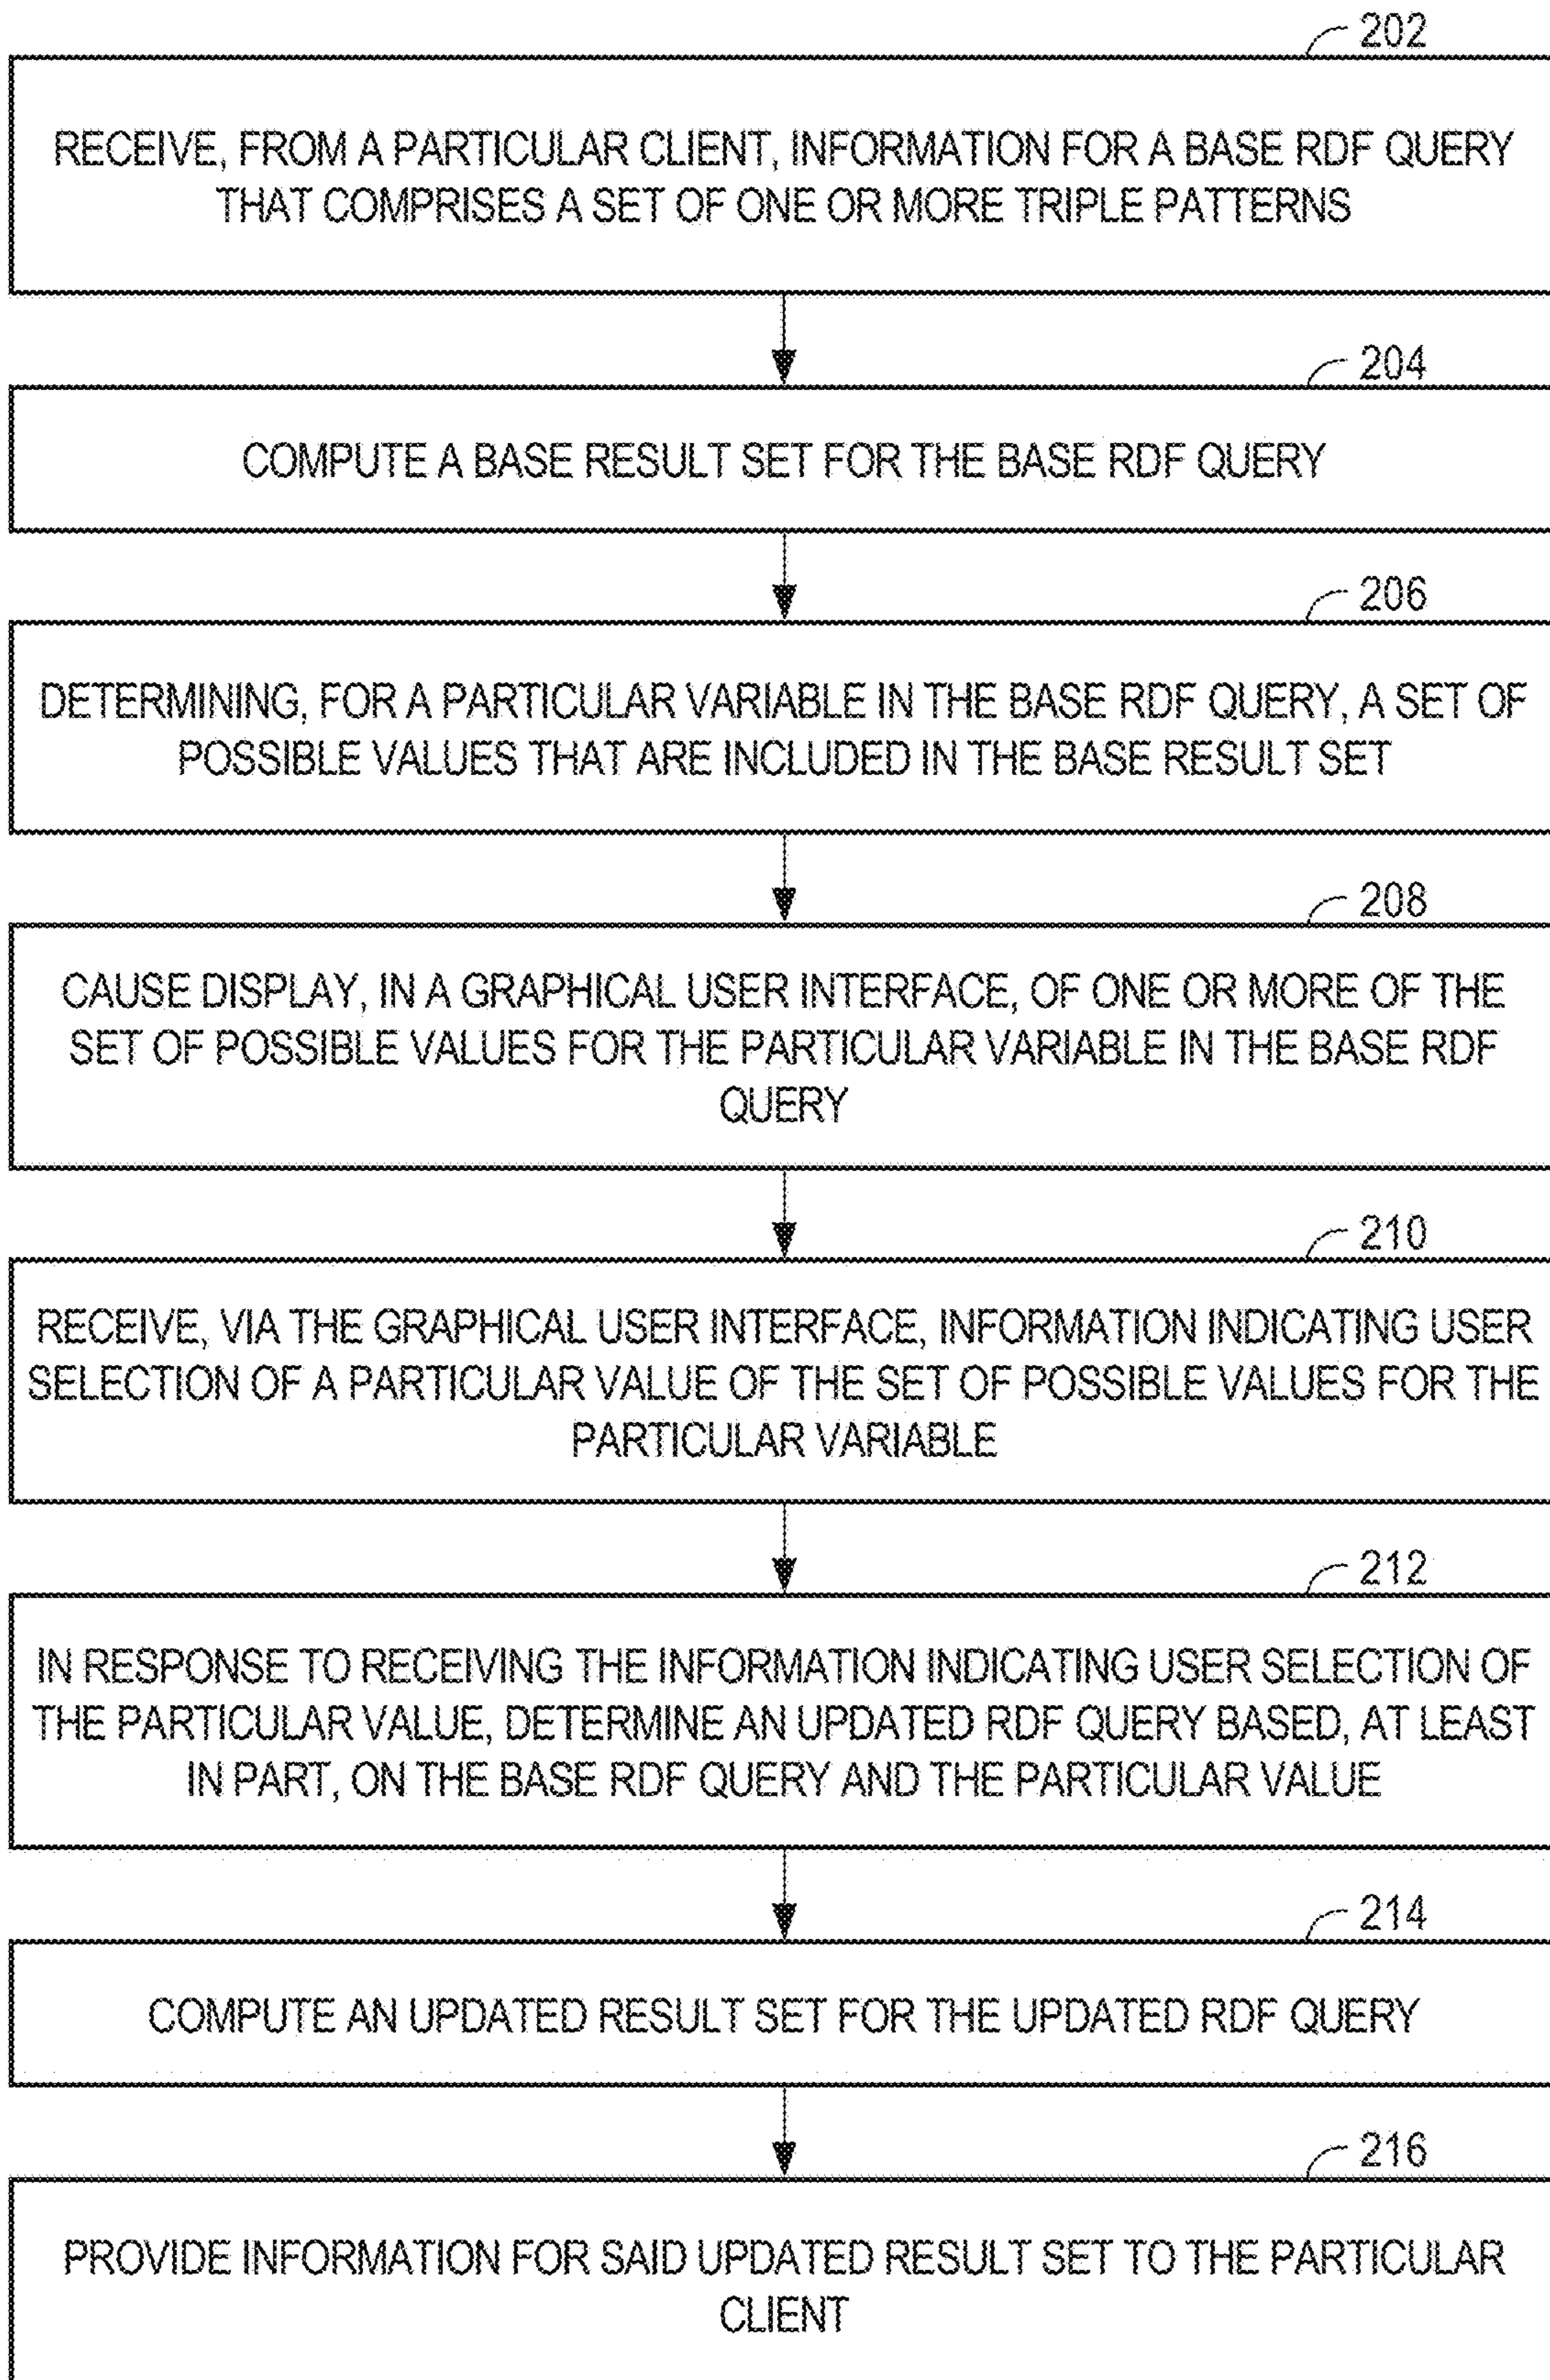 202
RECEIVE, FROM A PARTICULAR CLIENT, INFORMATION FOR A BASE RDF QUERY
THAT COMPRISES A SET OF ONE OR MORE TRIPLE PATTERNS
204
COMPUTE A BASE RESULT SET FOR THE BASE RDF QUERY
206
DETERMINING, FOR A PARTICULAR VARIABLE IN THE BASE RDF QUERY, A SET OF
POSSIBLE VALUES THAT ARE INCLUDED IN THE BASE RESULT SET
208
CAUSE DISPLAY, IN A GRAPHICAL USER INTERFACE, OF ONE OR MORE OF THE
SET OF POSSIBLE VALUES FOR THE PARTICULAR VARIABLE IN THE BASE RDF
QUERY
210
RECEIVE, VIA THE GRAPHICAL USER INTERFACE, INFORMATION INDICATING USER
SELECTION OF A PARTICULAR VALUE OF THE SET OF POSSIBLE VALUES FOR THE
PARTICULAR VARIABLE
212
IN RESPONSE TO RECEIVING THE INFORMATION INDICATING USER SELECTION OF
THE PARTICULAR VALUE, DETERMINE AN UPDATED RDF QUERY BASED, AT LEAST
IN PART, ON THE BASE RDF QUERY AND THE PARTICULAR VALUE
214
COMPUTE AN UPDATED RESULT SET FOR THE UPDATED RDF QUERY
216
PROVIDE INFORMATION FOR SAID UPDATED RESULT SET TO THE PARTICULAR
CLIENT